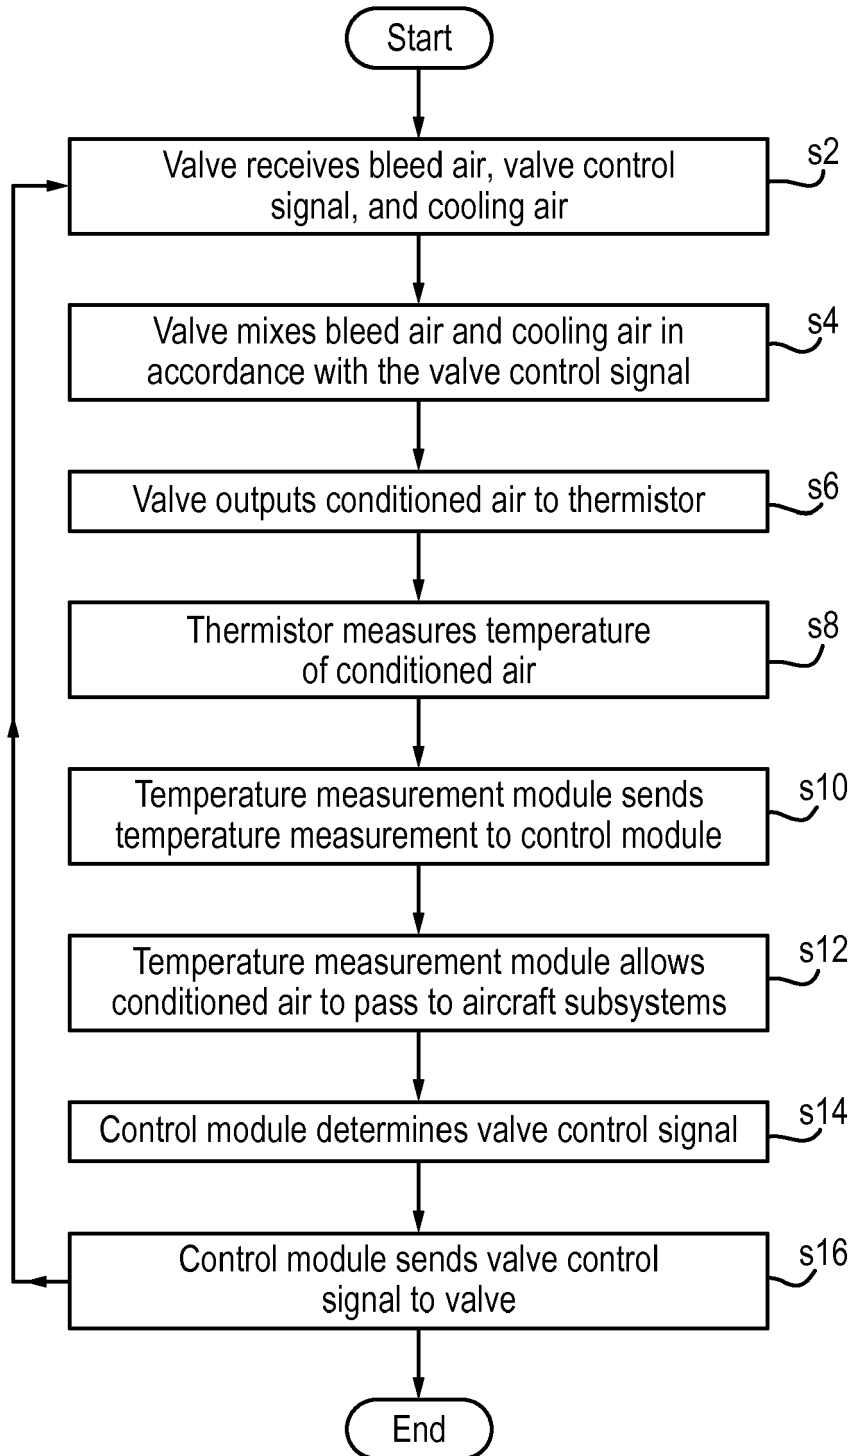 Start
Valve receives bleed air, valve control
signal, and cooling air
s2
Valve mixes bleed air and cooling air in
accordance with the valve control signal
s4
Valve outputs conditioned air to thermistor
s6
Thermistor measures temperature
of conditioned air
s8
Temperature measurement module sends
temperature measurement to control module
s10
Temperature measurement module allows
conditioned air to pass to aircraft subsystems
s12
Control module determines valve control signal
s14
Control module sends valve control
signal to valve
s16
End